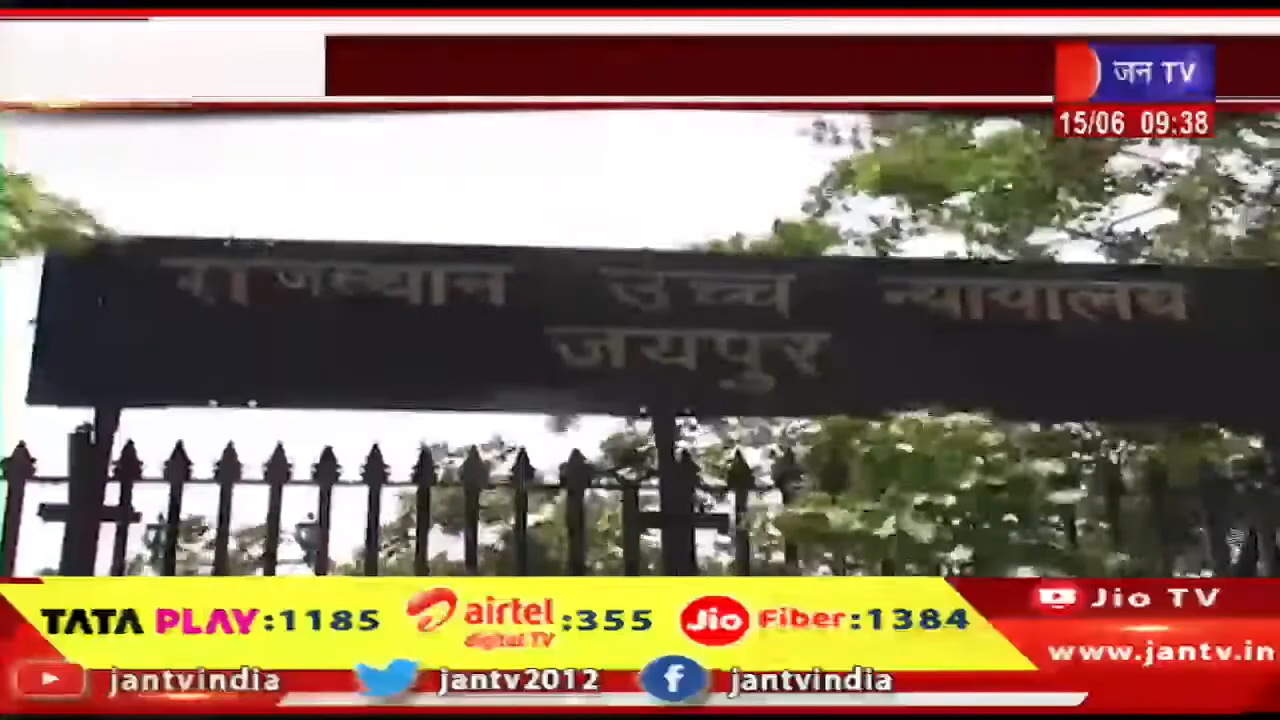 जन TV
15/06 09:38
राजस्थान उच्च न्यायालय
जयपुर
TATA PLAY:1185 airtel digital TV:355 Jio Fiber:1384
Jio TV
www.jantv.in
jantvindia jantv2012 jantvindia